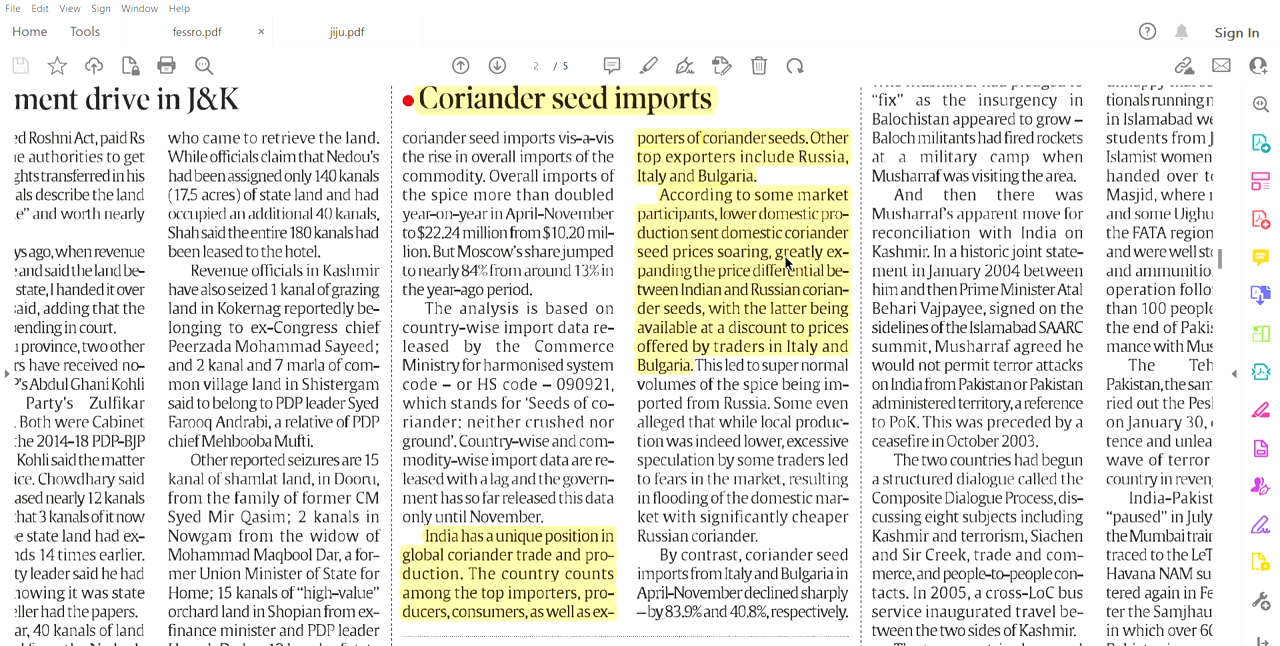 File Edit View Sign Window Help
Home Tools fessro.pdf × jiju.pdf ? Sign In
2 / 5
ment drive in J&K
ed Roshni Act, paid Rs
e authorities to get
ghts transferred in his
als describe the land
e" and worth nearly
ys ago, when revenue
and said the land be-
state, I handed it over
aid, adding that the
ending in court.
province, two other
rs have received no-
P's Abdul Ghani Kohli
Party's Zulfikar
Both were Cabinet
the 2014-18 PDP-BJP
Kohli said the matter
ice. Chowdhary said
ased nearly 12 kanals
that 3 kanals of it now
e state land had ex-
nds 14 times earlier.
ty leader said he had
nowing it was state
eller had the papers.
ar, 40 kanals of land
who came to retrieve the land.
While officials claim that Nedou's
had been assigned only 140 kanals
(17.5 acres) of state land and had
occupied an additional 40 kanals,
Shah said the entire 180 kanals had
been leased to the hotel.
Revenue officials in Kashmir
have also seized 1 kanal of grazing
land in Kokernag reportedly be-
longing to ex-Congress chief
Peerzada Mohammad Sayeed;
and 2 kanal and 7 marla of com-
mon village land in Shistergam
said to belong to PDP leader Syed
Farooq Andrabi, a relative of PDP
chief Mehbooba Mufti.
Other reported seizures are 15
kanal of shamlat land, in Dooru,
from the family of former CM
Syed Mir Qasim; 2 kanals in
Nowgam from the widow of
Mohammad Maqbool Dar, a for-
mer Union Minister of State for
Home; 15 kanals of "high-value"
orchard land in Shopian from ex-
finance minister and PDP leader
Coriander seed imports
coriander seed imports vis-a-vis
the rise in overall imports of the
commodity. Overall imports of
the spice more than doubled
year-on-year in April-November
to $22.24 million from $10.20 mil-
lion. But Moscow's share jumped
to nearly 84% from around 13% in
the year-ago period.
The analysis is based on
country-wise import data re-
leased by the Commerce
Ministry for harmonised system
code – or HS code – 090921,
which stands for 'Seeds of co-
riander: neither crushed nor
ground'. Country-wise and com-
modity-wise import data are re-
leased with a lag and the govern-
ment has so far released this data
only until November.
India has a unique position in
global coriander trade and pro-
duction. The country counts
among the top importers, pro-
ducers, consumers, as well as ex-
porters of coriander seeds. Other
top exporters include Russia,
Italy and Bulgaria.
According to some market
participants, lower domestic pro-
duction sent domestic coriander
seed prices soaring, greatly ex-
panding the price differential be-
tween Indian and Russian corian-
der seeds, with the latter being
available at a discount to prices
offered by traders in Italy and
Bulgaria. This led to super normal
volumes of the spice being im-
ported from Russia. Some even
alleged that while local produc-
tion was indeed lower, excessive
speculation by some traders led
to fears in the market, resulting
in flooding of the domestic mar-
ket with significantly cheaper
Russian coriander.
By contrast, coriander seed
imports from Italy and Bulgaria in
April-November declined sharply
– by 83.9% and 40.8%, respectively.
"fix" as the insurgency in
Balochistan appeared to grow –
Baloch militants had fired rockets
at a military camp when
Musharraf was visiting the area.
And then there was
Musharraf's apparent move for
reconciliation with India on
Kashmir. In a historic joint state-
ment in January 2004 between
him and then Prime Minister Atal
Behari Vajpayee, signed on the
sidelines of the Islamabad SAARC
summit, Musharraf agreed he
would not permit terror attacks
on India from Pakistan or Pakistan
administered territory, a reference
to PoK. This was preceded by a
ceasefire in October 2003.
The two countries had begun
a structured dialogue called the
Composite Dialogue Process, dis-
cussing eight subjects including
Kashmir and terrorism, Siachen
and Sir Creek, trade and com-
merce, and people-to-people con-
tacts. In 2005, a cross-LoC bus
service inaugurated travel be-
tween the two sides of Kashmir.
tionals running n
in Islamabad we
students from J
Islamist women
handed over to
Masjid, where
and some Uighu
the FATA region
and were well sto
and ammunitio
operation follo
than 100 people
the end of Pakis
mance with Mus
The Teh
Pakistan, the sam
ried out the Pesl
on January 30,
tence and unlea
wave of terror
country in reven
India-Pakist
"paused" in July
the Mumbai train
traced to the LeT
Havana NAM su
tered again in Fe
ter the Samjhau
in which over 60